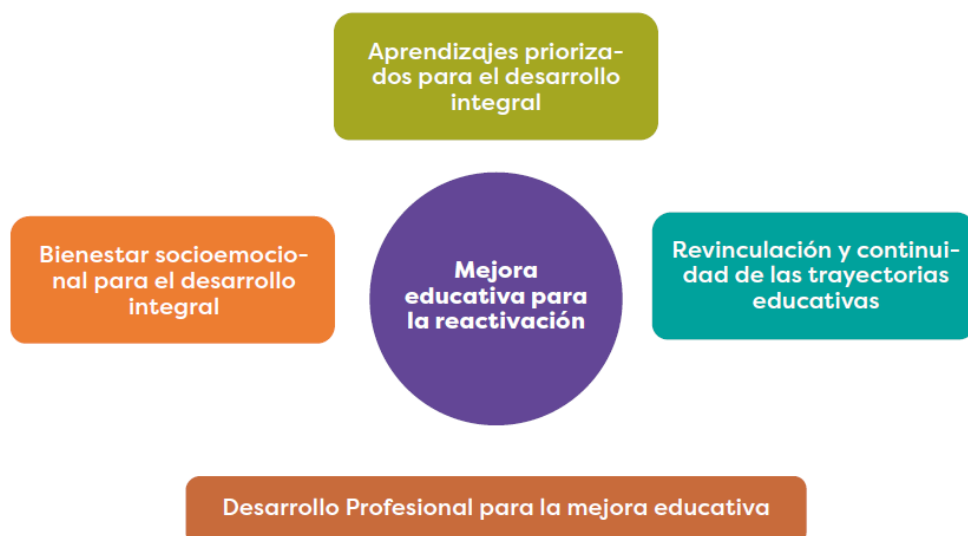 Aprendizajes prioriza-
dos para el desarrollo
integral
Bienestar socioemocio-
nal para el desarrollo
integral
Mejora
educativa para
la reactivación
Revinculación y continui-
dad de las trayectorias
educativas
Desarrollo Profesional para la mejora educativa